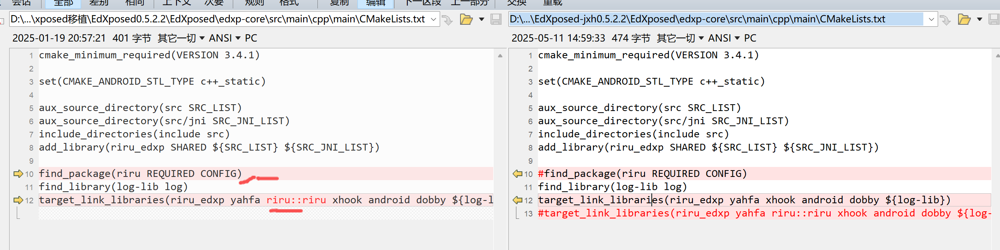 会话 全部 差别 相同 上下文 次要 规则 格式 复制 编辑 下一区段 上一部分 交换 重载
D:\...\xposed移植\EdXposed0.5.2.2\EdXposed\edxp-core\src\main\cpp\main\CMakeLists.txt
2025-01-19 20:57:21 401 字节 其它一切 ANSI PC
1 cmake_minimum_required(VERSION 3.4.1)
2
3 set(CMAKE_ANDROID_STL_TYPE c++_static)
4
5 aux_source_directory(src SRC_LIST)
6 aux_source_directory(src/jni SRC_JNI_LIST)
7 include_directories(include src)
8 add_library(riru_edxp SHARED ${SRC_LIST} ${SRC_JNI_LIST})
9
10 find_package(riru REQUIRED CONFIG)
11 find_library(log-lib log)
12 target_link_libraries(riru_edxp yahfa riru::riru xhook android dobby ${log-l
D:\...\EdXposed-jxh0.5.2.2\EdXposed\edxp-core\src\main\cpp\main\CMakeLists.txt
2025-05-11 14:59:33 474 字节 其它一切 ANSI PC
1 cmake_minimum_required(VERSION 3.4.1)
2
3 set(CMAKE_ANDROID_STL_TYPE c++_static)
4
5 aux_source_directory(src SRC_LIST)
6 aux_source_directory(src/jni SRC_JNI_LIST)
7 include_directories(include src)
8 add_library(riru_edxp SHARED ${SRC_LIST} ${SRC_JNI_LIST})
9
10 #find_package(riru REQUIRED CONFIG)
11 find_library(log-lib log)
12 target_link_libraries(riru_edxp yahfa xhook android dobby ${log-lib})
13 #target_link_libraries(riru_edxp yahfa riru::riru xhook android dobby ${log-